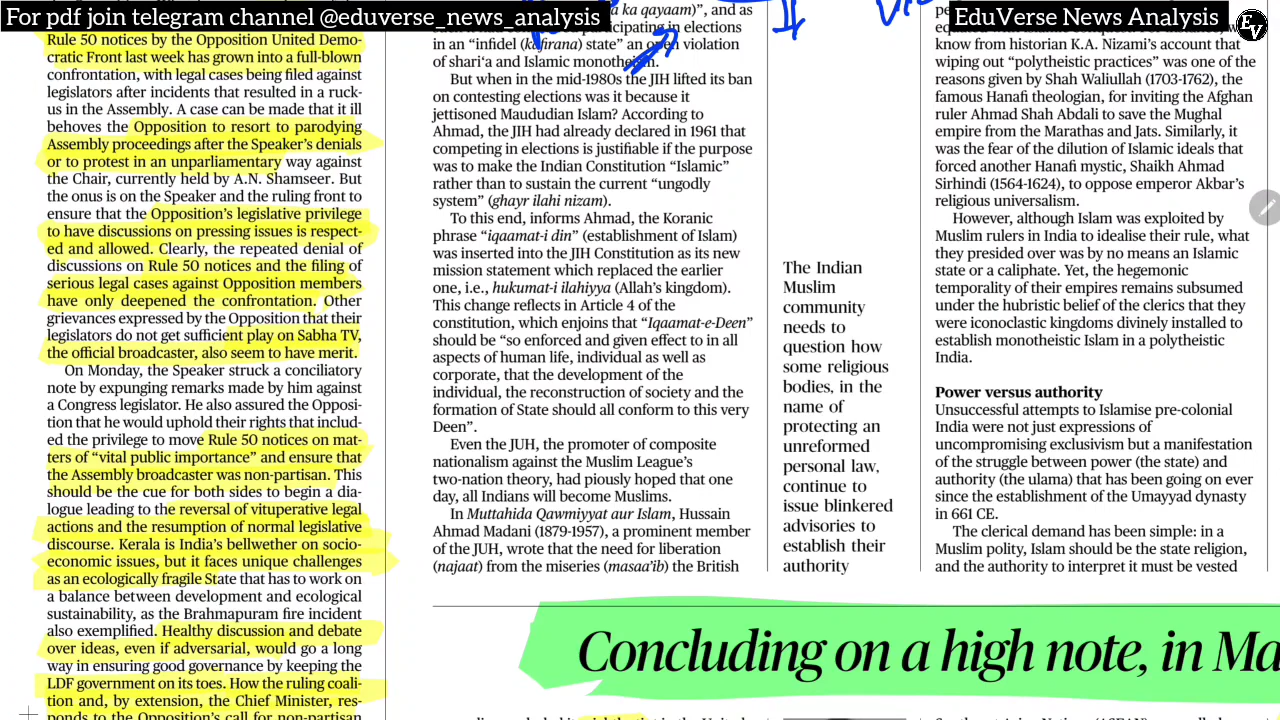 For pdf join telegram channel @eduverse_news_analysis
EduVerse News Analysis
EV
Rule 50 notices by the Opposition United Demo-
cratic Front last week has grown into a full-blown
confrontation, with legal cases being filed against
legislators after incidents that resulted in a ruck-
us in the Assembly. A case can be made that it ill
behoves the Opposition to resort to parodying
Assembly proceedings after the Speaker's denials
or to protest in an unparliamentary way against
the Chair, currently held by A.N. Shamseer. But
the onus is on the Speaker and the ruling front to
ensure that the Opposition's legislative privilege
to have discussions on pressing issues is respect-
ed and allowed. Clearly, the repeated denial of
discussions on Rule 50 notices and the filing of
serious legal cases against Opposition members
have only deepened the confrontation. Other
grievances expressed by the Opposition that their
legislators do not get sufficient play on Sabha TV,
the official broadcaster, also seem to have merit.
On Monday, the Speaker struck a conciliatory
note by expunging remarks made by him against
a Congress legislator. He also assured the Opposi-
tion that he would uphold their rights that includ-
ed the privilege to move Rule 50 notices on mat-
ters of “vital public importance” and ensure that
the Assembly broadcaster was non-partisan. This
should be the cue for both sides to begin a dia-
logue leading to the reversal of vituperative legal
actions and the resumption of normal legislative
discourse. Kerala is India's bellwether on socio-
economic issues, but it faces unique challenges
as an ecologically fragile State that has to work on
a balance between development and ecological
sustainability, as the Brahmapuram fire incident
also exemplified. Healthy discussion and debate
over ideas, even if adversarial, would go a long
way in ensuring good governance by keeping the
LDF government on its toes. How the ruling coali-
tion and, by extension, the Chief Minister, res-
ponds to the Opposition's call for non-partisan
a ka qayaam)”, and as
participating in elections
in an “infidel (kafirana) state” an open violation
of shari‘a and Islamic monotheism.
But when in the mid-1980s the JIH lifted its ban
on contesting elections was it because it
jettisoned Maududian Islam? According to
Ahmad, the JIH had already declared in 1961 that
competing in elections is justifiable if the purpose
was to make the Indian Constitution “Islamic”
rather than to sustain the current “ungodly
system” (ghayr ilahi nizam).
To this end, informs Ahmad, the Koranic
phrase “iqaamat-i din” (establishment of Islam)
was inserted into the JIH Constitution as its new
mission statement which replaced the earlier
one, i.e., hukumat-i ilahiyya (Allah's kingdom).
This change reflects in Article 4 of the
constitution, which enjoins that “Iqaamat-e-Deen”
should be “so enforced and given effect to in all
aspects of human life, individual as well as
corporate, that the development of the
individual, the reconstruction of society and the
formation of State should all conform to this very
Deen”.
Even the JUH, the promoter of composite
nationalism against the Muslim League's
two-nation theory, had piously hoped that one
day, all Indians will become Muslims.
In Muttahida Qawmiyyat aur Islam, Hussain
Ahmad Madani (1879-1957), a prominent member
of the JUH, wrote that the need for liberation
(najaat) from the miseries (masaa'ib) the British
The Indian
Muslim
community
needs to
question how
some religious
bodies, in the
name of
protecting an
unreformed
personal law,
continue to
issue blinkered
advisories to
establish their
authority
know from historian K.A. Nizami's account that
wiping out “polytheistic practices” was one of the
reasons given by Shah Waliullah (1703-1762), the
famous Hanafi theologian, for inviting the Afghan
ruler Ahmad Shah Abdali to save the Mughal
empire from the Marathas and Jats. Similarly, it
was the fear of the dilution of Islamic ideals that
forced another Hanafi mystic, Shaikh Ahmad
Sirhindi (1564-1624), to oppose emperor Akbar's
religious universalism.
However, although Islam was exploited by
Muslim rulers in India to idealise their rule, what
they presided over was by no means an Islamic
state or a caliphate. Yet, the hegemonic
temporality of their empires remains subsumed
under the hubristic belief of the clerics that they
were iconoclastic kingdoms divinely installed to
establish monotheistic Islam in a polytheistic
India.
Power versus authority
Unsuccessful attempts to Islamise pre-colonial
India were not just expressions of
uncompromising exclusivism but a manifestation
of the struggle between power (the state) and
authority (the ulama) that has been going on ever
since the establishment of the Umayyad dynasty
in 661 CE.
The clerical demand has been simple: in a
Muslim polity, Islam should be the state religion,
and the authority to interpret it must be vested
Concluding on a high note, in Ma